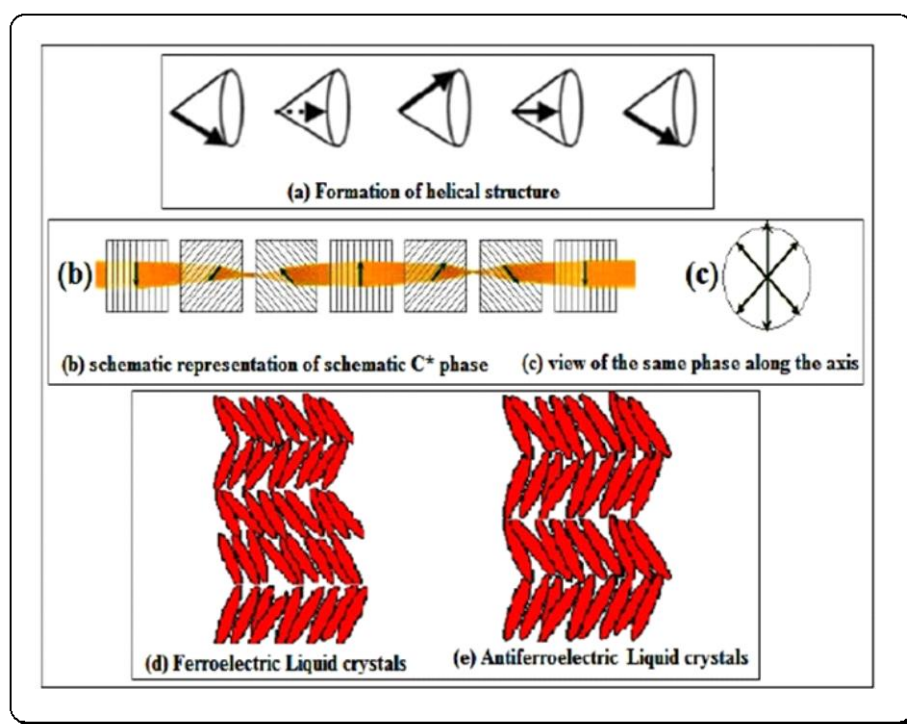 (a) Formation of helical structure
(b)
(c)
(b) schematic representation of schematic C* phase
(c) view of the same phase along the axis
(d) Ferroelectric Liquid crystals
(e) Antiferroelectric Liquid crystals